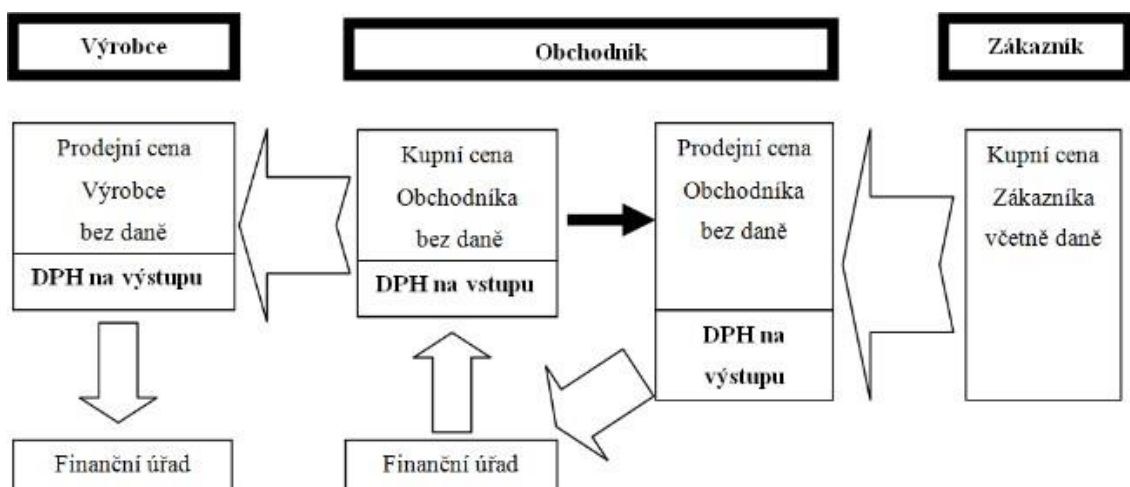 Výrobce
Obchodník
Zákazník
Prodejní cena
Výrobce
bez daně
DPH na výstupu
Kupní cena
Obchodníka
bez daně
DPH na vstupu
Prodejní cena
Obchodníka
bez daně
DPH na
výstupu
Kupní cena
Zákazníka
včetně daně
Finanční úřad
Finanční úřad